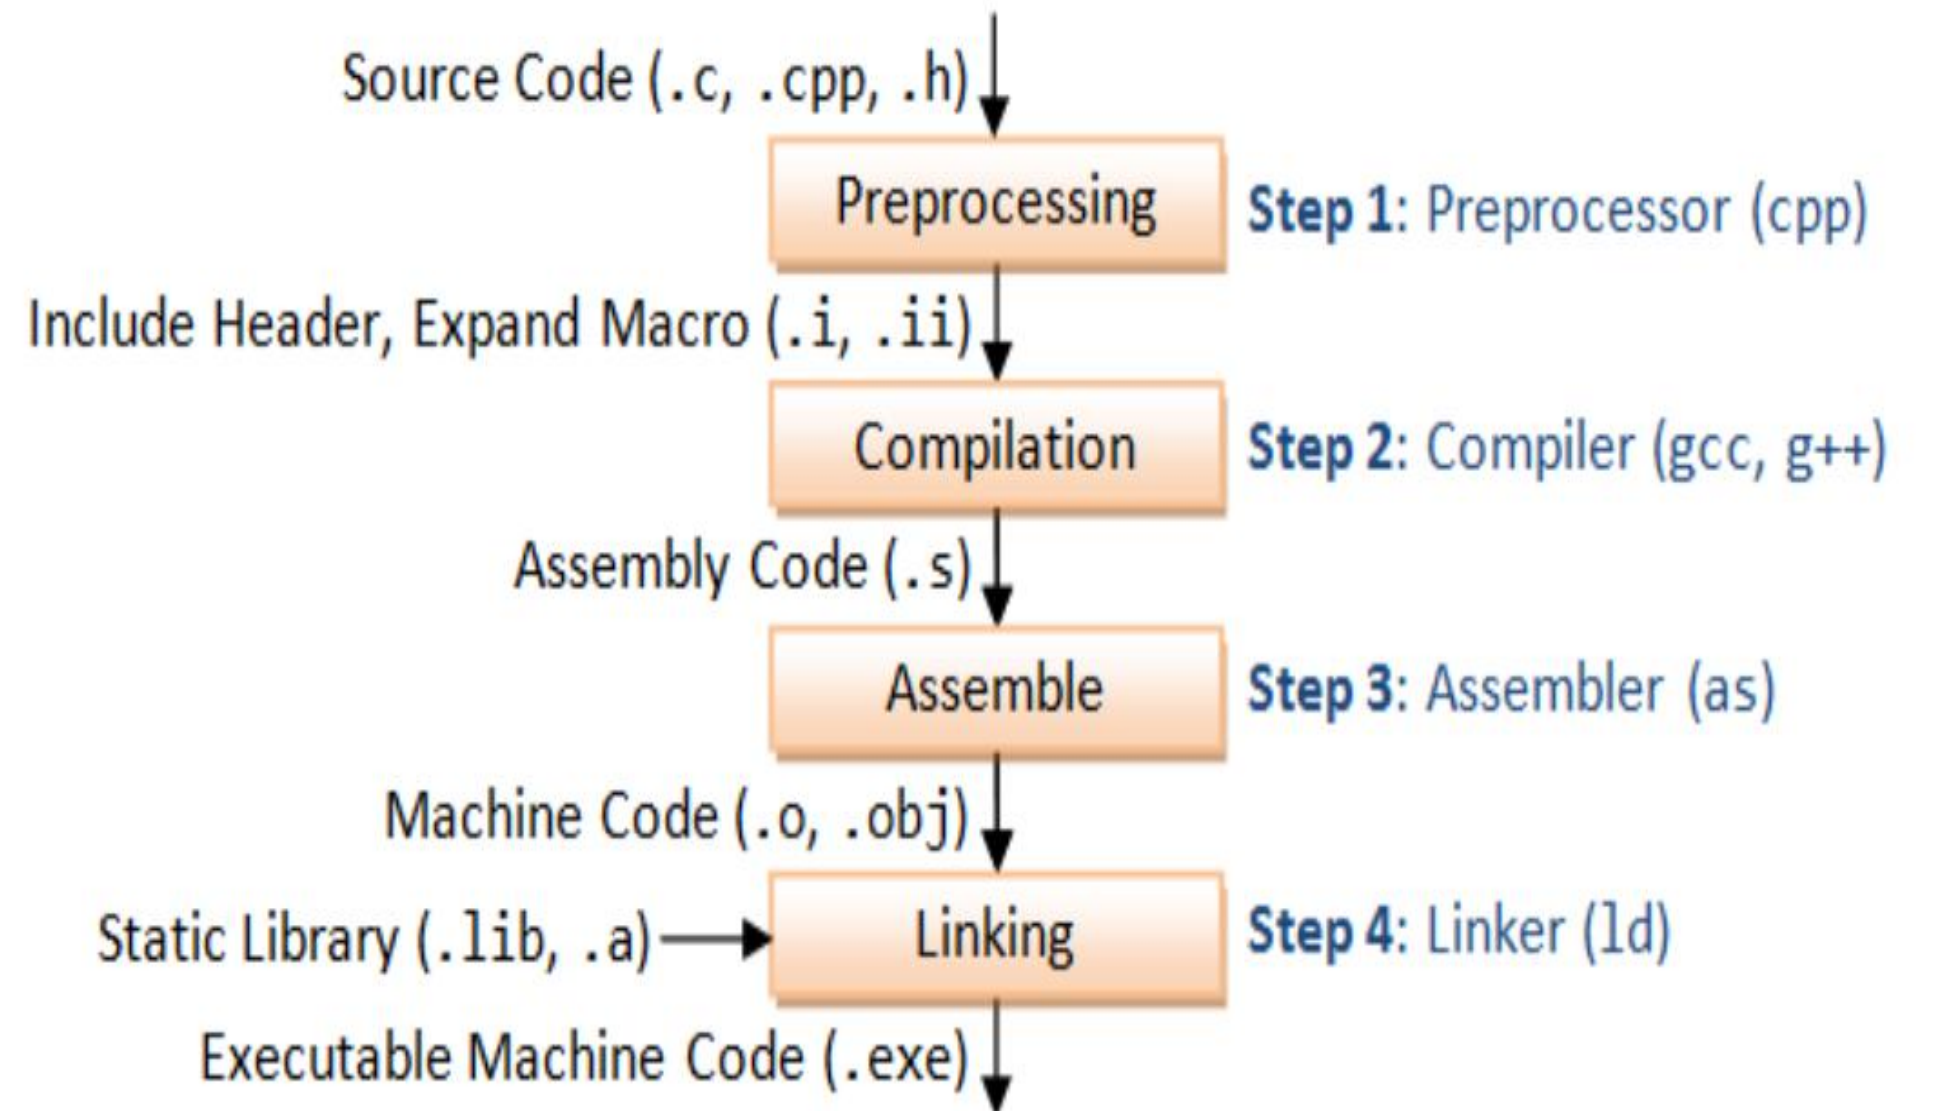 Source Code (.c, .cpp, .h)
Preprocessing
Step 1: Preprocessor (cpp)
Include Header, Expand Macro (.i, .ii)
Compilation
Step 2: Compiler (gcc, g++)
Assembly Code (.s)
Assemble
Step 3: Assembler (as)
Machine Code (.o, .obj)
Static Library (.lib, .a)
Linking
Step 4: Linker (ld)
Executable Machine Code (.exe)